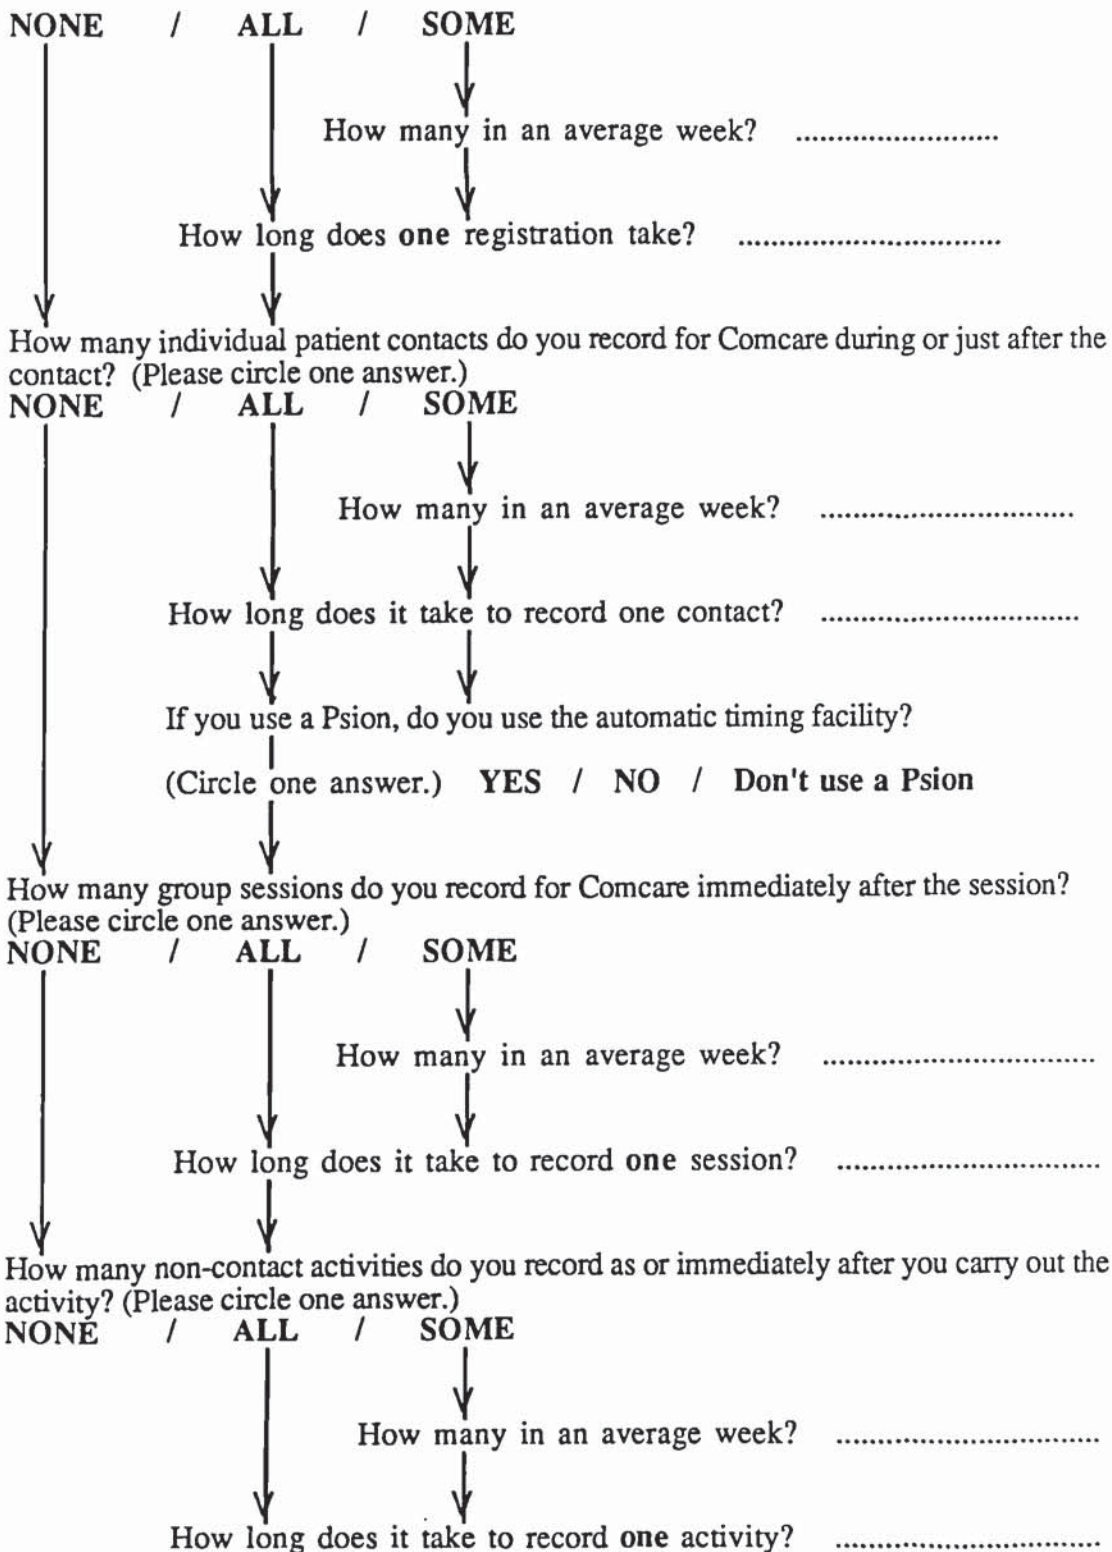 NONE / ALL / SOME
How many in an average week? ..........................
How long does one registration take? .................................
How many individual patient contacts do you record for Comcare during or just after the
contact? (Please circle one answer.)
NONE / ALL / SOME
How many in an average week? ................................
How long does it take to record one contact? .................................
If you use a Psion, do you use the automatic timing facility?
(Circle one answer.) YES / NO / Don't use a Psion
How many group sessions do you record for Comcare immediately after the session?
(Please circle one answer.)
NONE / ALL / SOME
How many in an average week? ..................................
How long does it take to record one session? .................................
How many non-contact activities do you record as or immediately after you carry out the
activity? (Please circle one answer.)
NONE / ALL / SOME
How many in an average week? .................................
How long does it take to record one activity? .................................